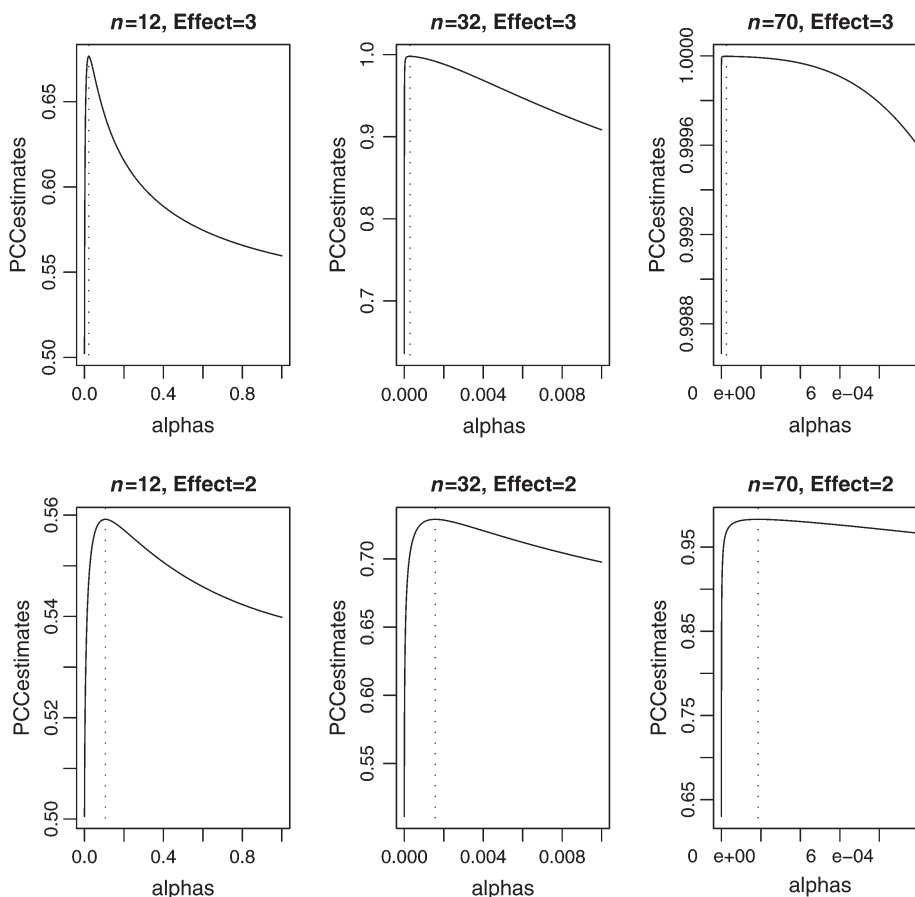 n=12, Effect=3
n=32, Effect=3
n=70, Effect=3
PCCestimates
0.65
0.60
0.55
0.50
0.0
0.4
0.8
alphas
PCCestimates
1.0
0.9
0.8
0.7
0.000
0.004
0.008
alphas
PCCestimates
1.0000
0.9996
0.9992
0.9988
0 e+00
6 e−04
alphas
n=12, Effect=2
n=32, Effect=2
n=70, Effect=2
PCCestimates
0.56
0.54
0.52
0.50
0.0
0.4
0.8
alphas
PCCestimates
0.70
0.65
0.60
0.55
0.000
0.004
0.008
alphas
PCCestimates
0.95
0.85
0.75
0.65
0 e+00
6 e−04
alphas